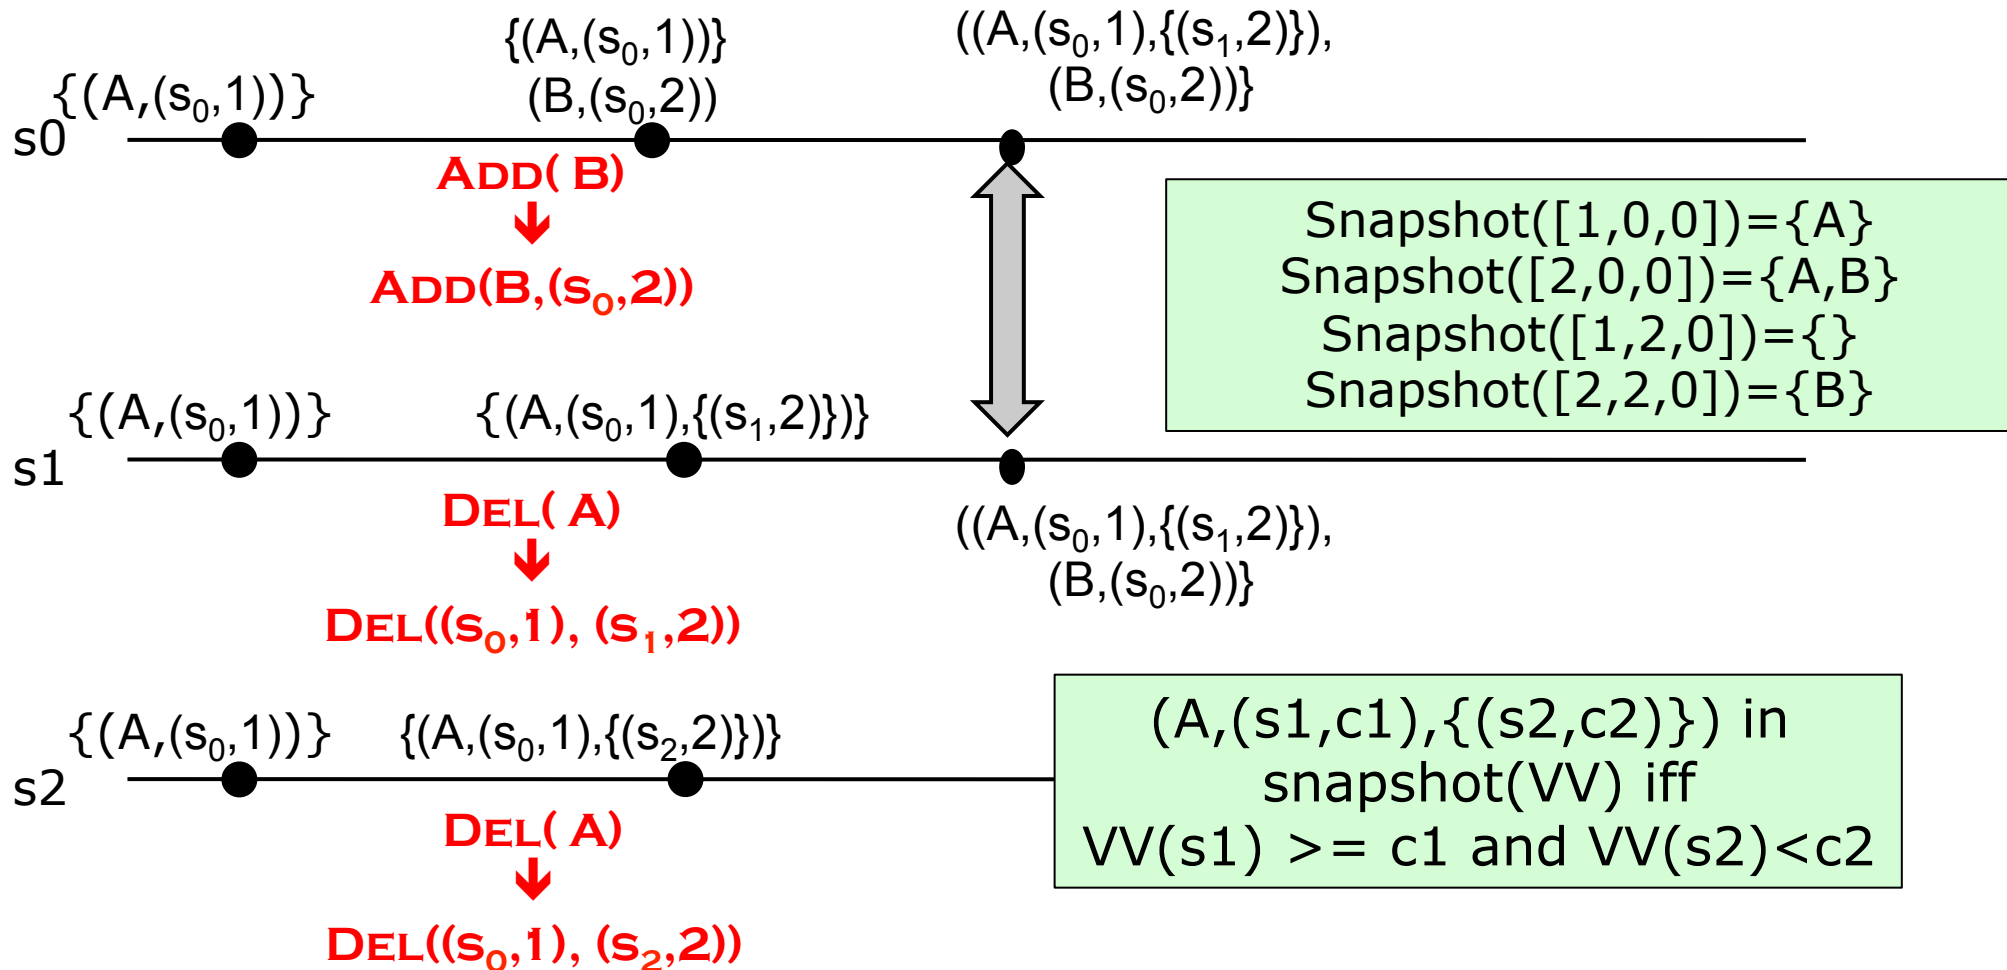 {(A,(s₀,1))}
{(A,(s₀,1))}
(B,(s₀,2))
((A,(s₀,1),{(s₁,2)}),
(B,(s₀,2))}
s0
ADD( B)
ADD(B,(s₀,2))
Snapshot([1,0,0])={A}
Snapshot([2,0,0])={A,B}
Snapshot([1,2,0])={}
Snapshot([2,2,0])={B}
{(A,(s₀,1))}
{(A,(s₀,1),{(s₁,2)})}
s1
DEL( A)
DEL((s₀,1), (s₁,2))
((A,(s₀,1),{(s₁,2)}),
(B,(s₀,2))}
{(A,(s₀,1))}
{(A,(s₀,1),{(s₂,2)})}
s2
DEL( A)
DEL((s₀,1), (s₂,2))
(A,(s1,c1),{(s2,c2)}) in
snapshot(VV) iff
VV(s1) >= c1 and VV(s2)<c2